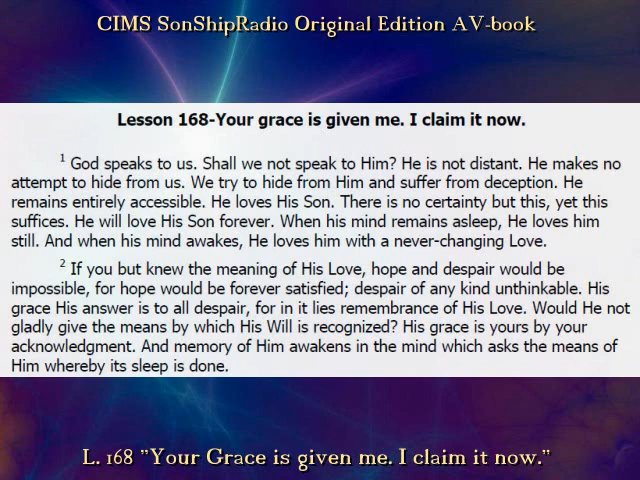 CIMS SonShipRadio Original Edition AV-book
Lesson 168-Your grace is given me. I claim it now.
1 God speaks to us. Shall we not speak to Him? He is not distant. He makes no
attempt to hide from us. We try to hide from Him and suffer from deception. He
remains entirely accessible. He loves His Son. There is no certainty but this, yet this
suffices. He will love His Son forever. When his mind remains asleep, He loves him
still. And when his mind awakes, He loves him with a never-changing Love.
2 If you but knew the meaning of His Love, hope and despair would be
impossible, for hope would be forever satisfied; despair of any kind unthinkable. His
grace His answer is to all despair, for in it lies remembrance of His Love. Would He not
gladly give the means by which His Will is recognized? His grace is yours by your
acknowledgment. And memory of Him awakens in the mind which asks the means of
Him whereby its sleep is done.
L. 168 "Your Grace is given me. I claim it now."